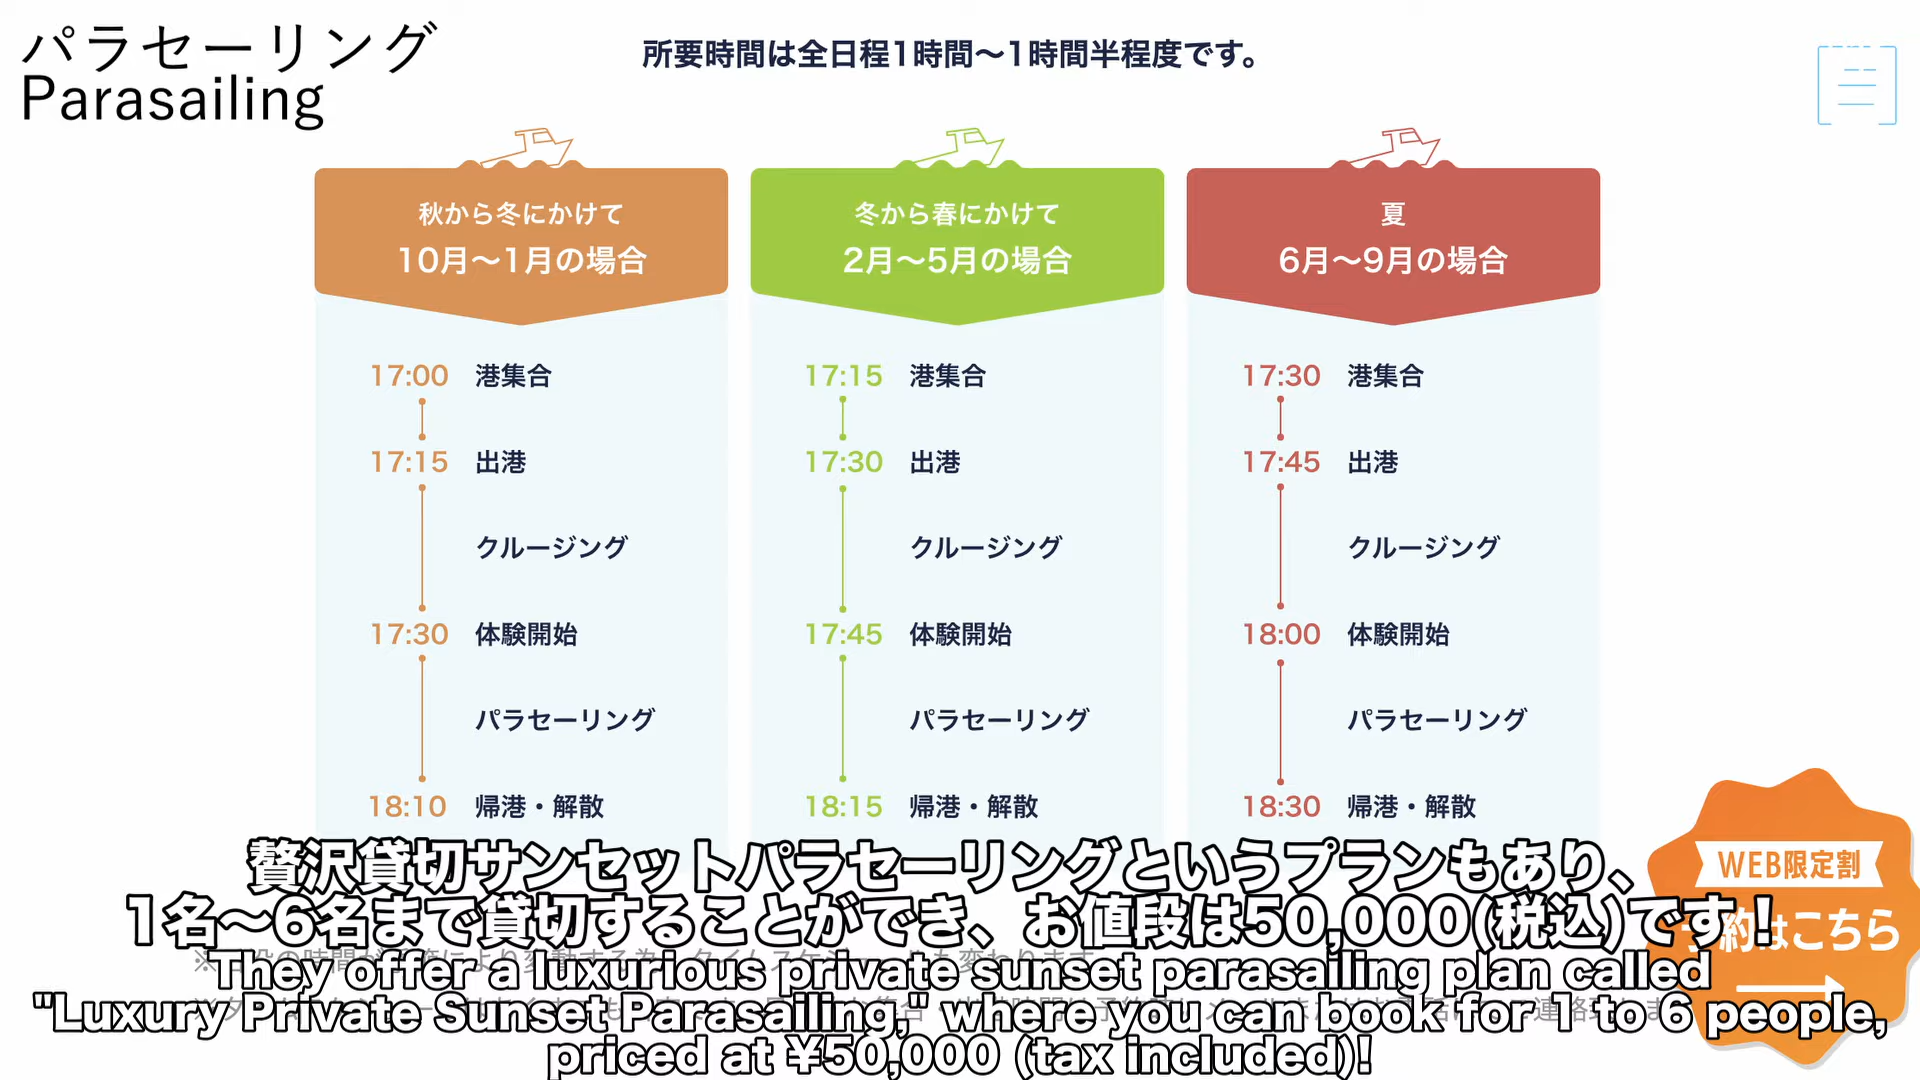 パラセーリング
Parasailing
所要時間は全日程1時間〜1時間半程度です。
秋から冬にかけて
10月〜1月の場合
17:00 港集合
17:15 出港
クルージング
17:30 体験開始
パラセーリング
18:10 帰港・解散
冬から春にかけて
2月〜5月の場合
17:15 港集合
17:30 出港
クルージング
17:45 体験開始
パラセーリング
18:15 帰港・解散
夏
6月〜9月の場合
17:30 港集合
17:45 出港
クルージング
18:00 体験開始
パラセーリング
18:30 帰港・解散
WEB限定割
約はこちら
贅沢貸切サンセットパラセーリングというプランもあり、
1名〜6名まで貸切することができ、お値段は50,000(税込)です！
They offer a luxurious private sunset parasailing plan called
"Luxury Private Sunset Parasailing," where you can book for 1 to 6 people,
priced at ¥50,000 (tax included)!